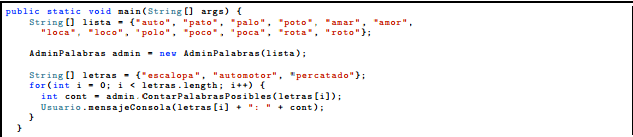 public static void main(String[] args) {
String[] lista = {"auto", "pato", "palo", "poto", "amar", "amor",
"loca", "loco", "polo", "poco", "poca", "rota", "roto"};
AdminPalabras admin = new AdminPalabras(lista);
String[] letras = {"escalopa", "automotor", "percatado"};
for(int i = 0; i < letras.length; i++) {
int cont = admin.ContarPalabrasPosibles(letras[i]);
Usuario.mensajeConsola(letras[i] + ": " + cont);
}
}